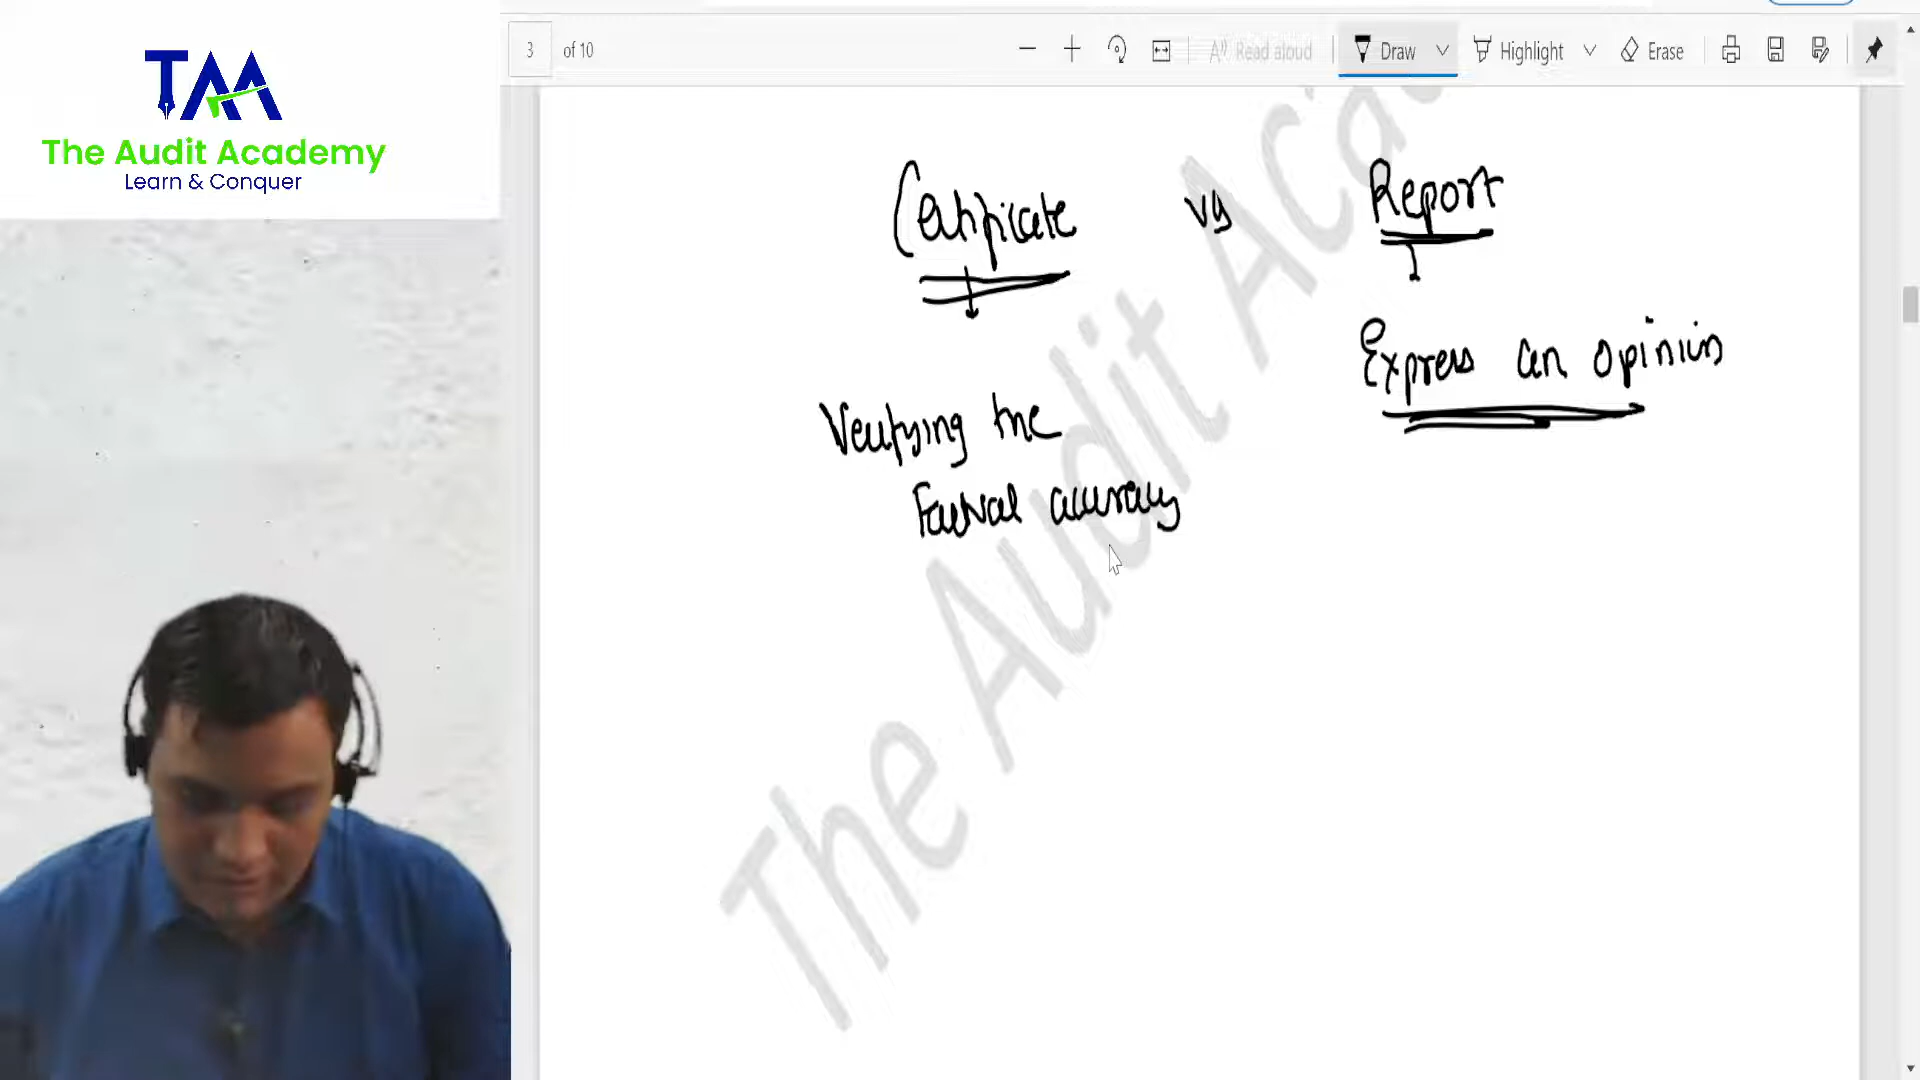 TAA
The Audit Academy
Learn & Conquer
3 of 10
Read aloud
Draw
Highlight
Erase
Certificate vs Report
Express an opinion
Verifying the
Factual accuracy
The Audit Aca